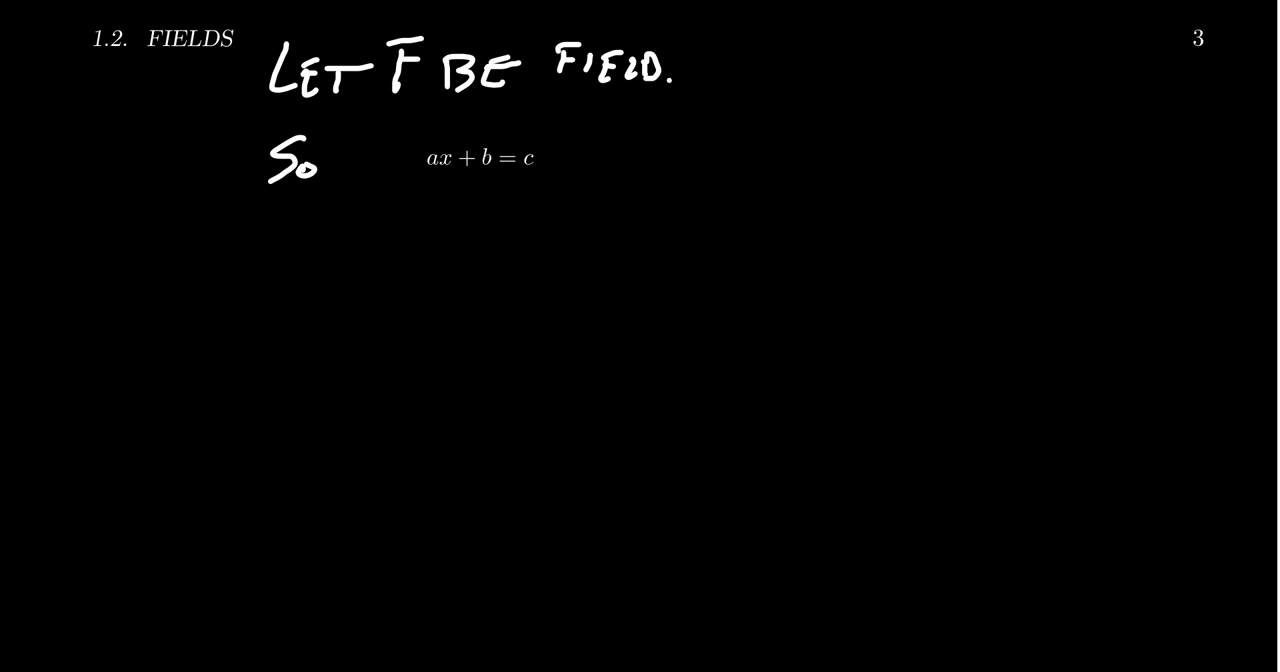 1.2. FIELDS 3
LET F BE FIELD.
So ax + b = c